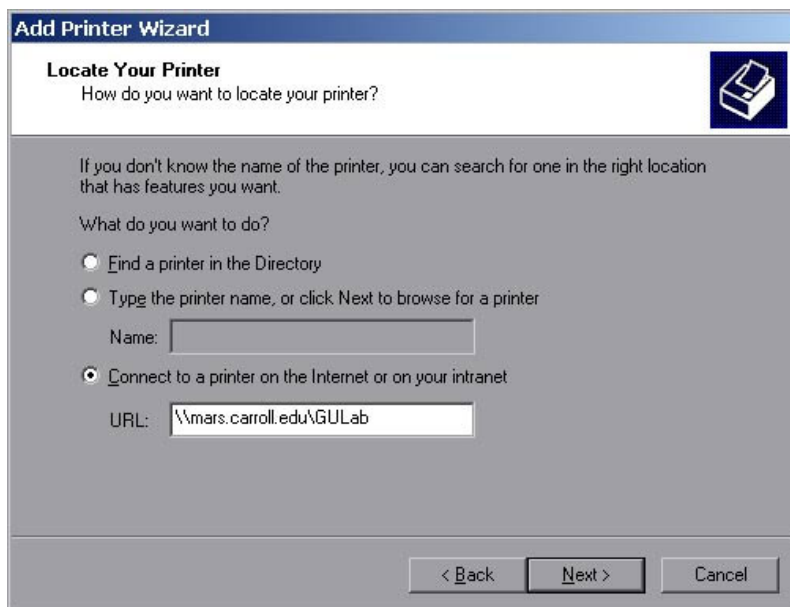 Add Printer Wizard
Locate Your Printer
How do you want to locate your printer?
If you don't know the name of the printer, you can search for one in the right location
that has features you want.
What do you want to do?
Find a printer in the Directory
Type the printer name, or click Next to browse for a printer
Name:
Connect to a printer on the Internet or on your intranet
URL: \\mars.carroll.edu\GULab
< Back Next > Cancel